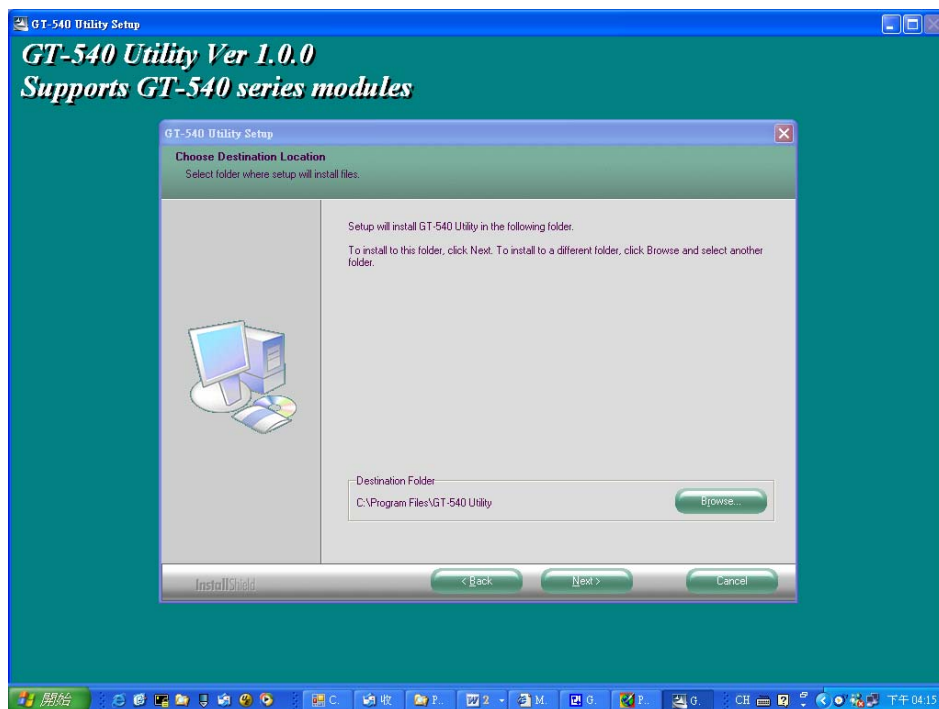 GT-540 Utility Setup
GT-540 Utility Ver 1.0.0
Supports GT-540 series modules
GT-540 Utility Setup
Choose Destination Location
Select folder where setup will install files.
Setup will install GT-540 Utility in the following folder.
To install to this folder, click Next. To install to a different folder, click Browse and select another
folder.
Destination Folder
C:\Program Files\GT-540 Utility
Browse...
InstallShield
< Back
Next >
Cancel
開始
C.
收
P..
2
M.
G.
P..
G.
CH
下午 04:15